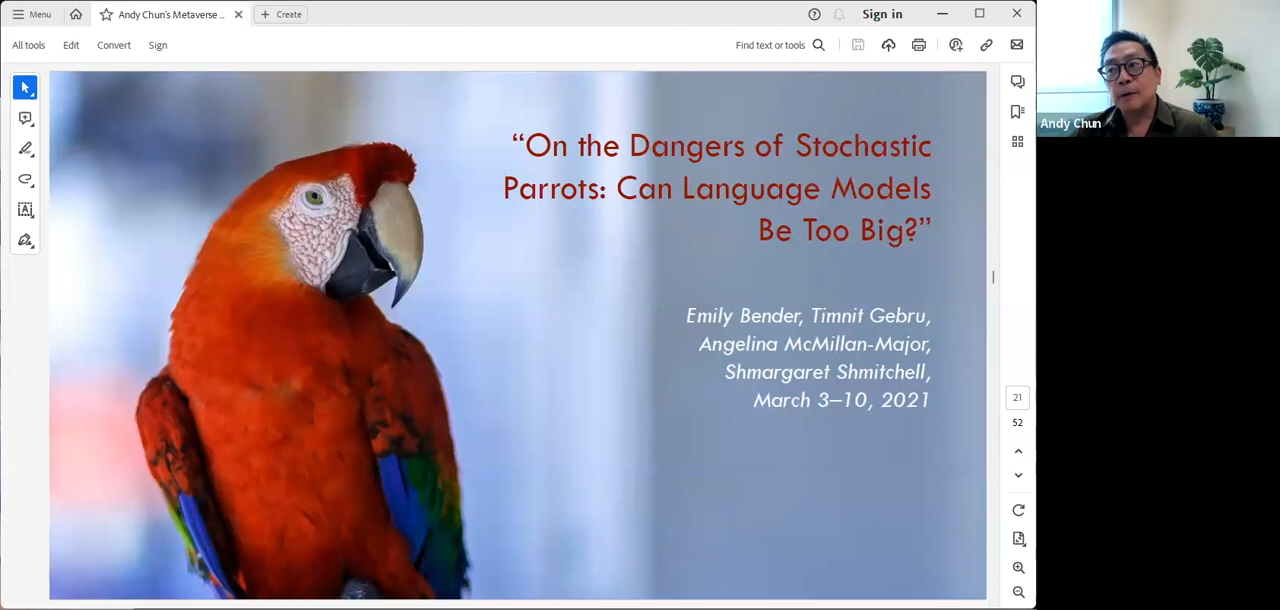 Menu
Andy Chun's Metaverse ...
Create
Sign in
All tools
Edit
Convert
Sign
Find text or tools
“On the Dangers of Stochastic
Parrots: Can Language Models
Be Too Big?”
Emily Bender, Timnit Gebru,
Angelina McMillan-Major,
Shmargaret Shmitchell,
March 3–10, 2021
Andy Chun
21
52